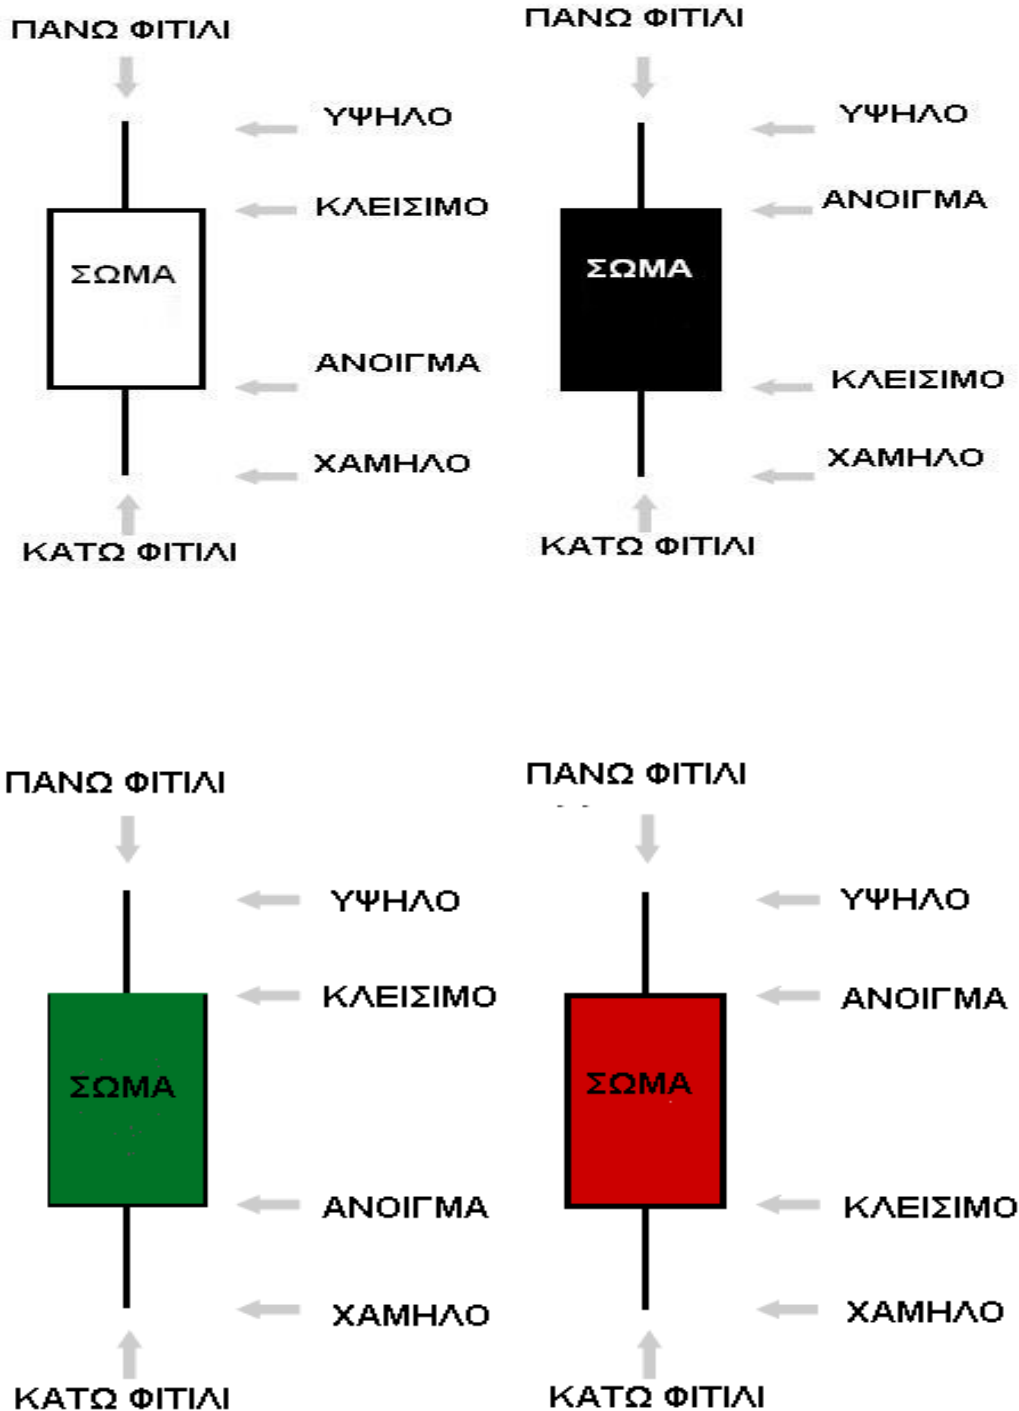 ΠΑΝΩ ΦΙΤΙΛΙ
ΥΨΗΛΟ
ΚΛΕΙΣΙΜΟ
ΣΩΜΑ
ΑΝΟΙΓΜΑ
ΧΑΜΗΛΟ
ΚΑΤΩ ΦΙΤΙΛΙ
ΠΑΝΩ ΦΙΤΙΛΙ
ΥΨΗΛΟ
ΑΝΟΙΓΜΑ
ΣΩΜΑ
ΚΛΕΙΣΙΜΟ
ΧΑΜΗΛΟ
ΚΑΤΩ ΦΙΤΙΛΙ
ΠΑΝΩ ΦΙΤΙΛΙ
ΥΨΗΛΟ
ΚΛΕΙΣΙΜΟ
ΣΩΜΑ
ΑΝΟΙΓΜΑ
ΧΑΜΗΛΟ
ΚΑΤΩ ΦΙΤΙΛΙ
ΠΑΝΩ ΦΙΤΙΛΙ
ΥΨΗΛΟ
ΑΝΟΙΓΜΑ
ΣΩΜΑ
ΚΛΕΙΣΙΜΟ
ΧΑΜΗΛΟ
ΚΑΤΩ ΦΙΤΙΛΙ